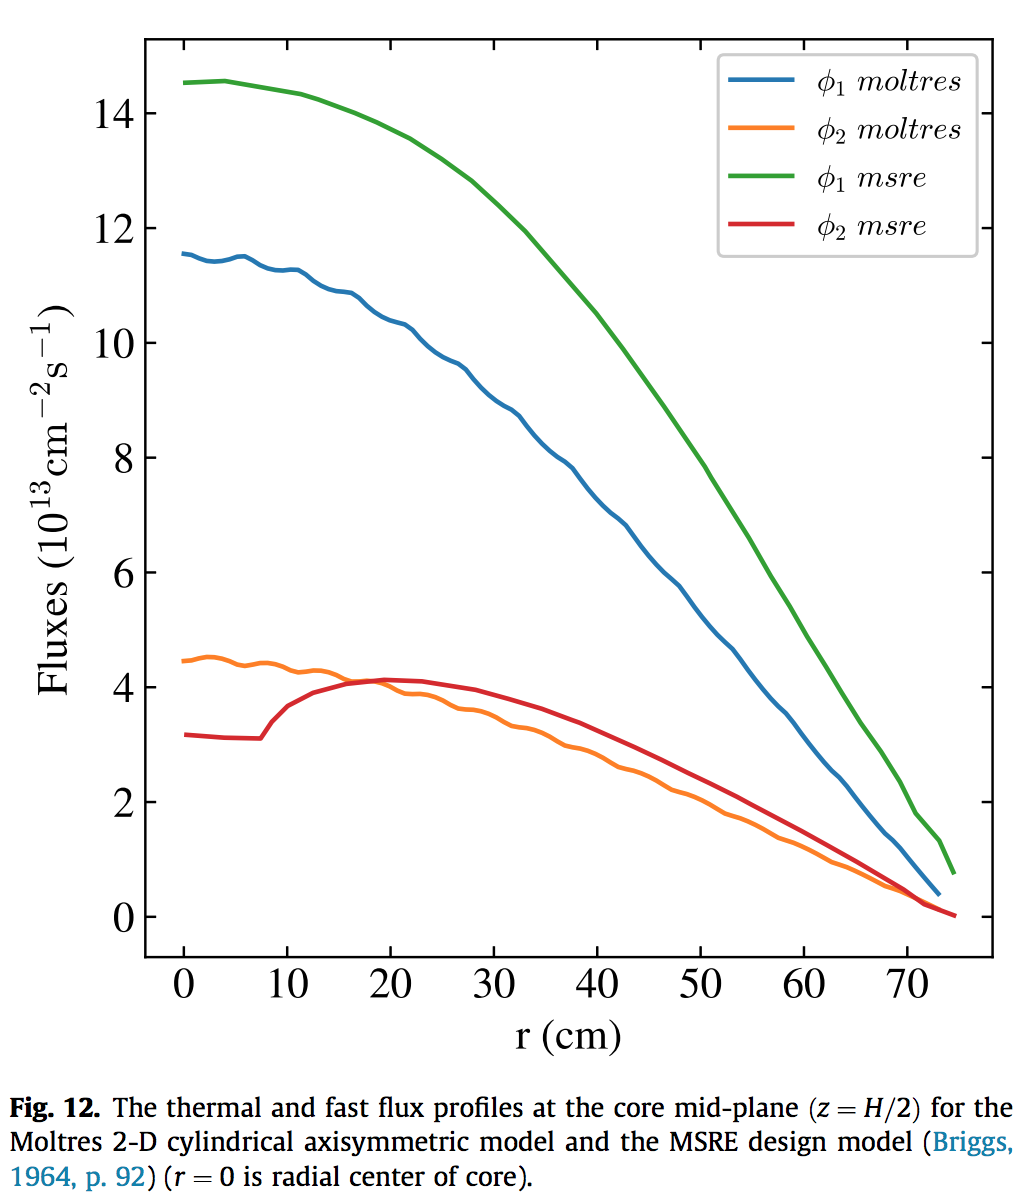 14
12
10
8
6
4
2
0
Fluxes (10¹³cm⁻²s⁻¹)
ϕ₁ moltres
ϕ₂ moltres
ϕ₁ msre
ϕ₂ msre
0 10 20 30 40 50 60 70
r (cm)
Fig. 12. The thermal and fast flux profiles at the core mid-plane (z = H/2) for the
Moltres 2-D cylindrical axisymmetric model and the MSRE design model (Briggs,
1964, p. 92) (r = 0 is radial center of core).